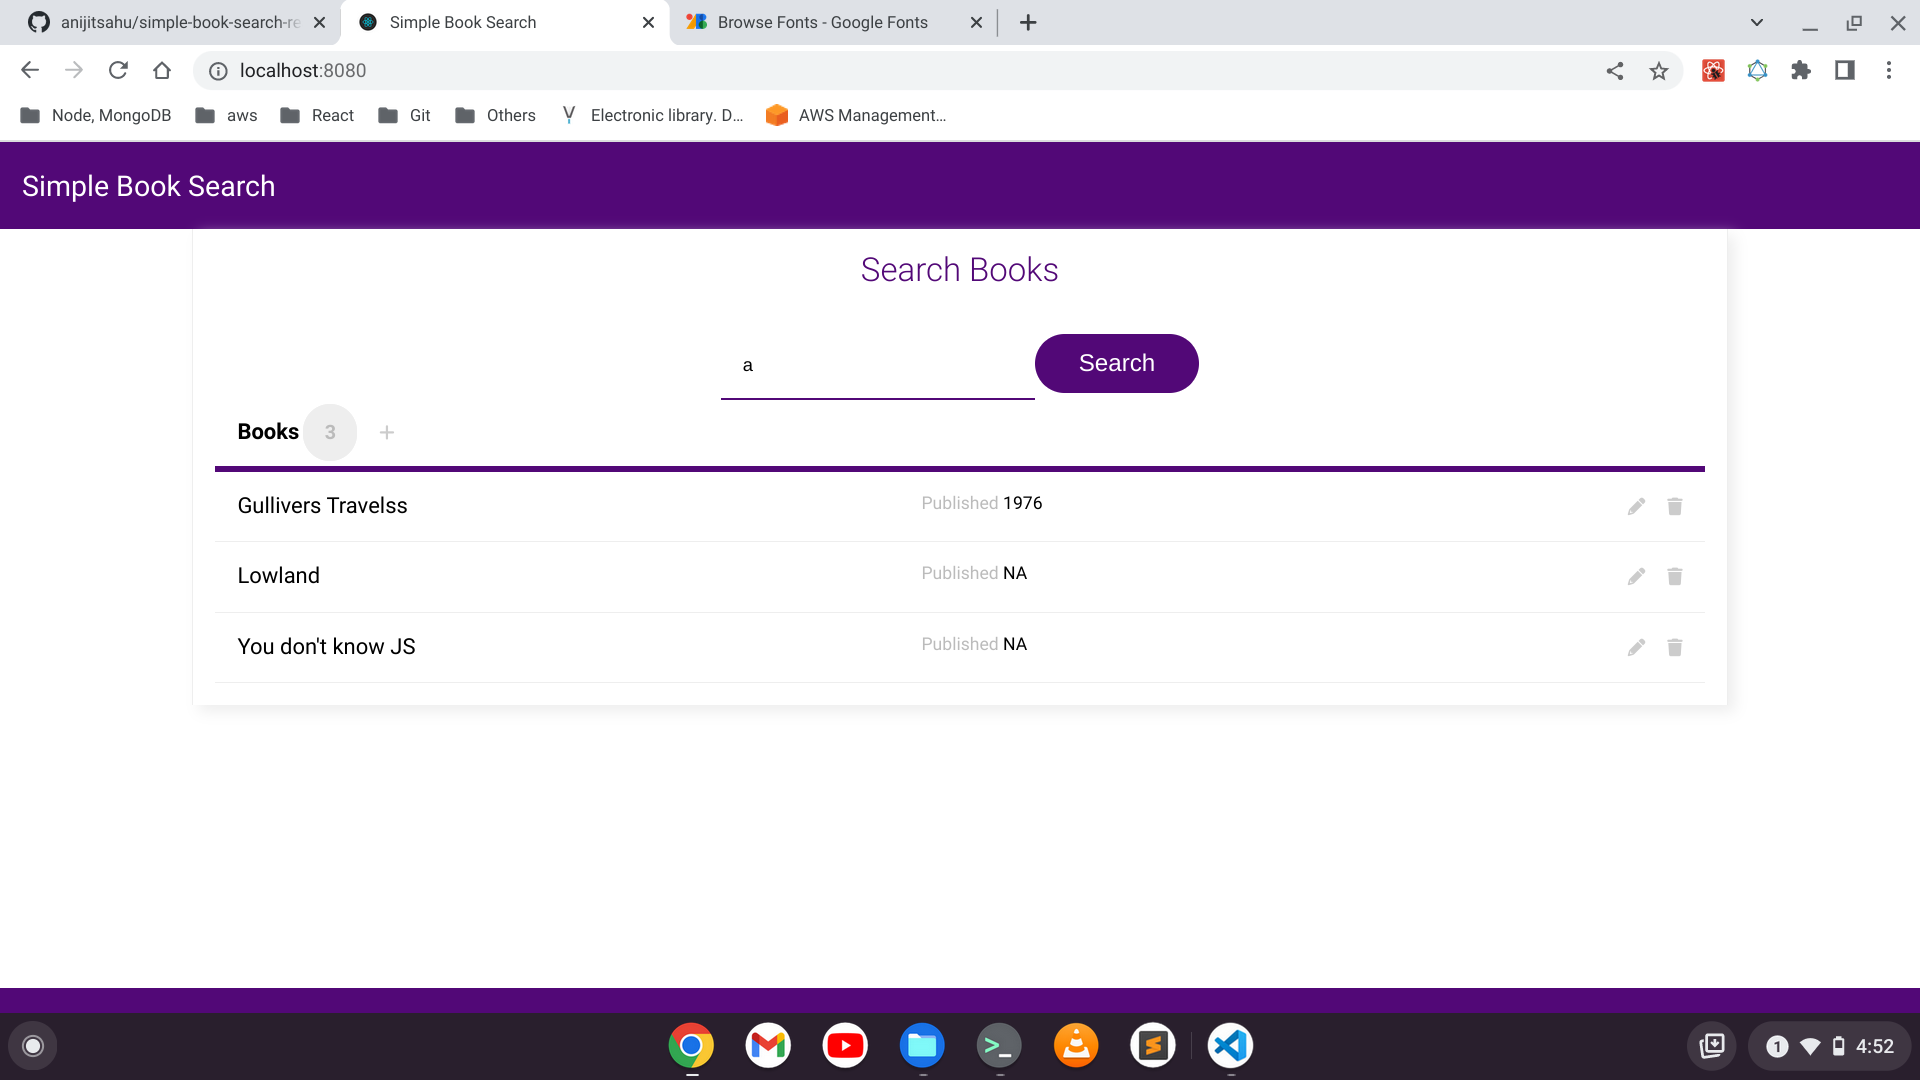 anijitsahu/simple-book-search-re
Simple Book Search
Browse Fonts - Google Fonts
localhost:8080
Node, MongoDB
aws
React
Git
Others
Electronic library. D...
AWS Management...
Simple Book Search
Search Books
a
Search
Books 3 +
Gullivers Travelss
Published 1976
Lowland
Published NA
You don't know JS
Published NA
1
4:52